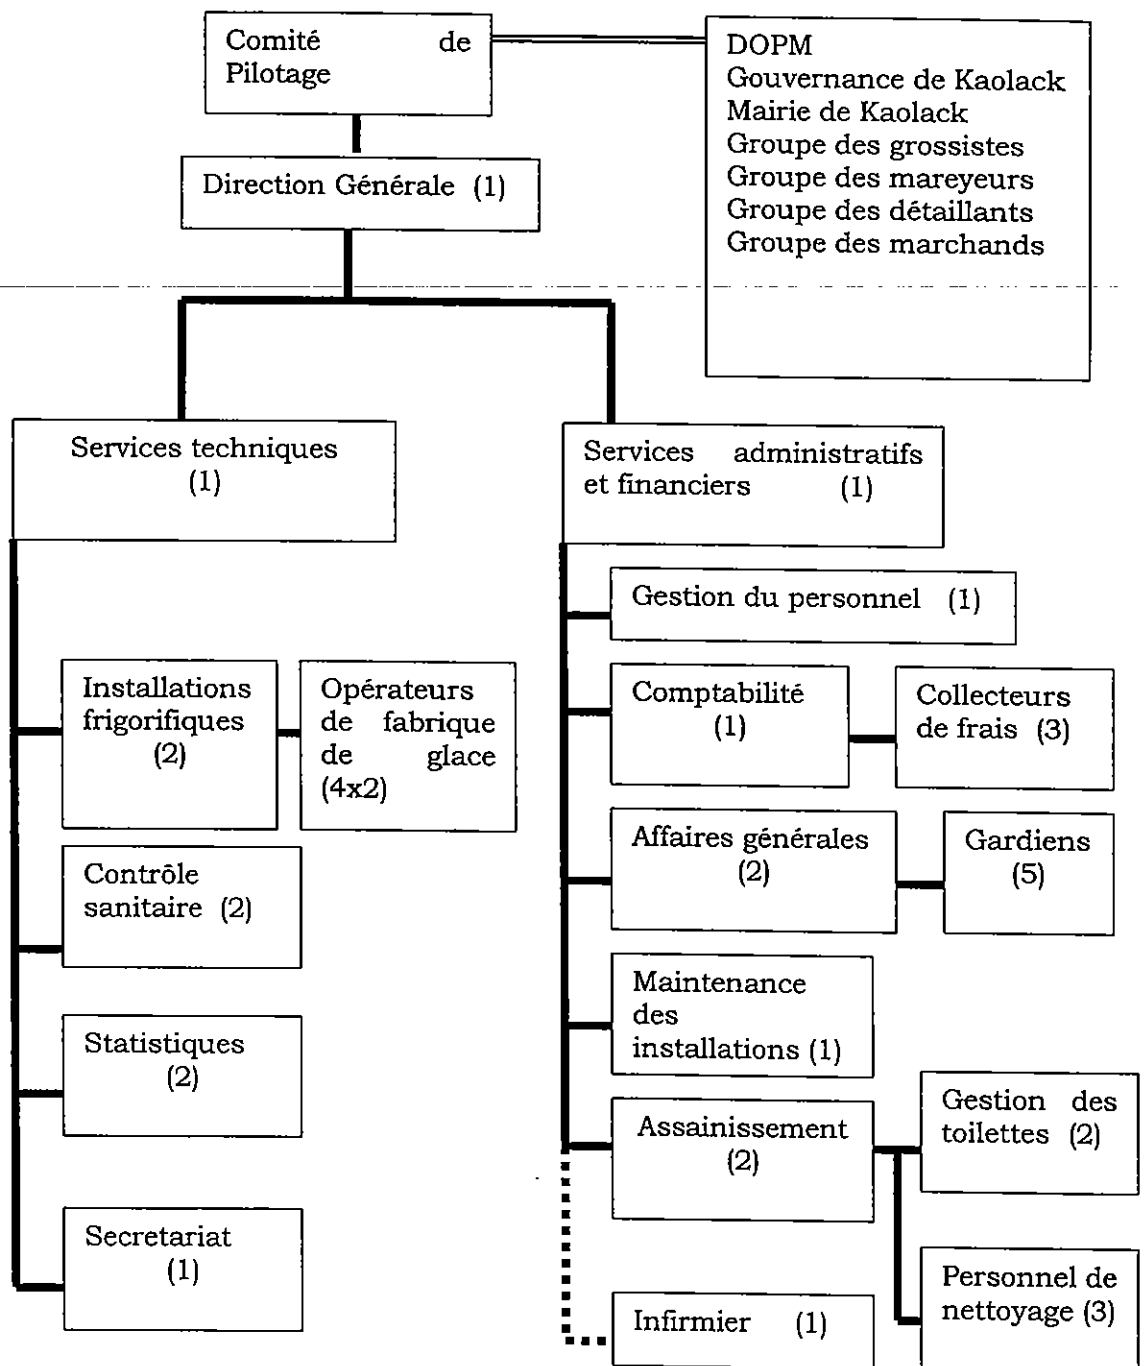 Comité de
Pilotage
DOPM
Gouvernance de Kaolack
Mairie de Kaolack
Groupe des grossistes
Groupe des mareyeurs
Groupe des détaillants
Groupe des marchands
Direction Générale (1)
Services techniques
(1)
Services administratifs
et financiers (1)
Gestion du personnel (1)
Installations
frigorifiques
(2)
Opérateurs
de fabrique
de glace
(4x2)
Comptabilité
(1)
Collecteurs
de frais (3)
Affaires générales
(2)
Gardiens
(5)
Contrôle
sanitaire (2)
Maintenance
des
installations (1)
Statistiques
(2)
Assainissement
(2)
Gestion des
toilettes (2)
Secretariat
(1)
Personnel de
nettoyage (3)
Infirmier (1)